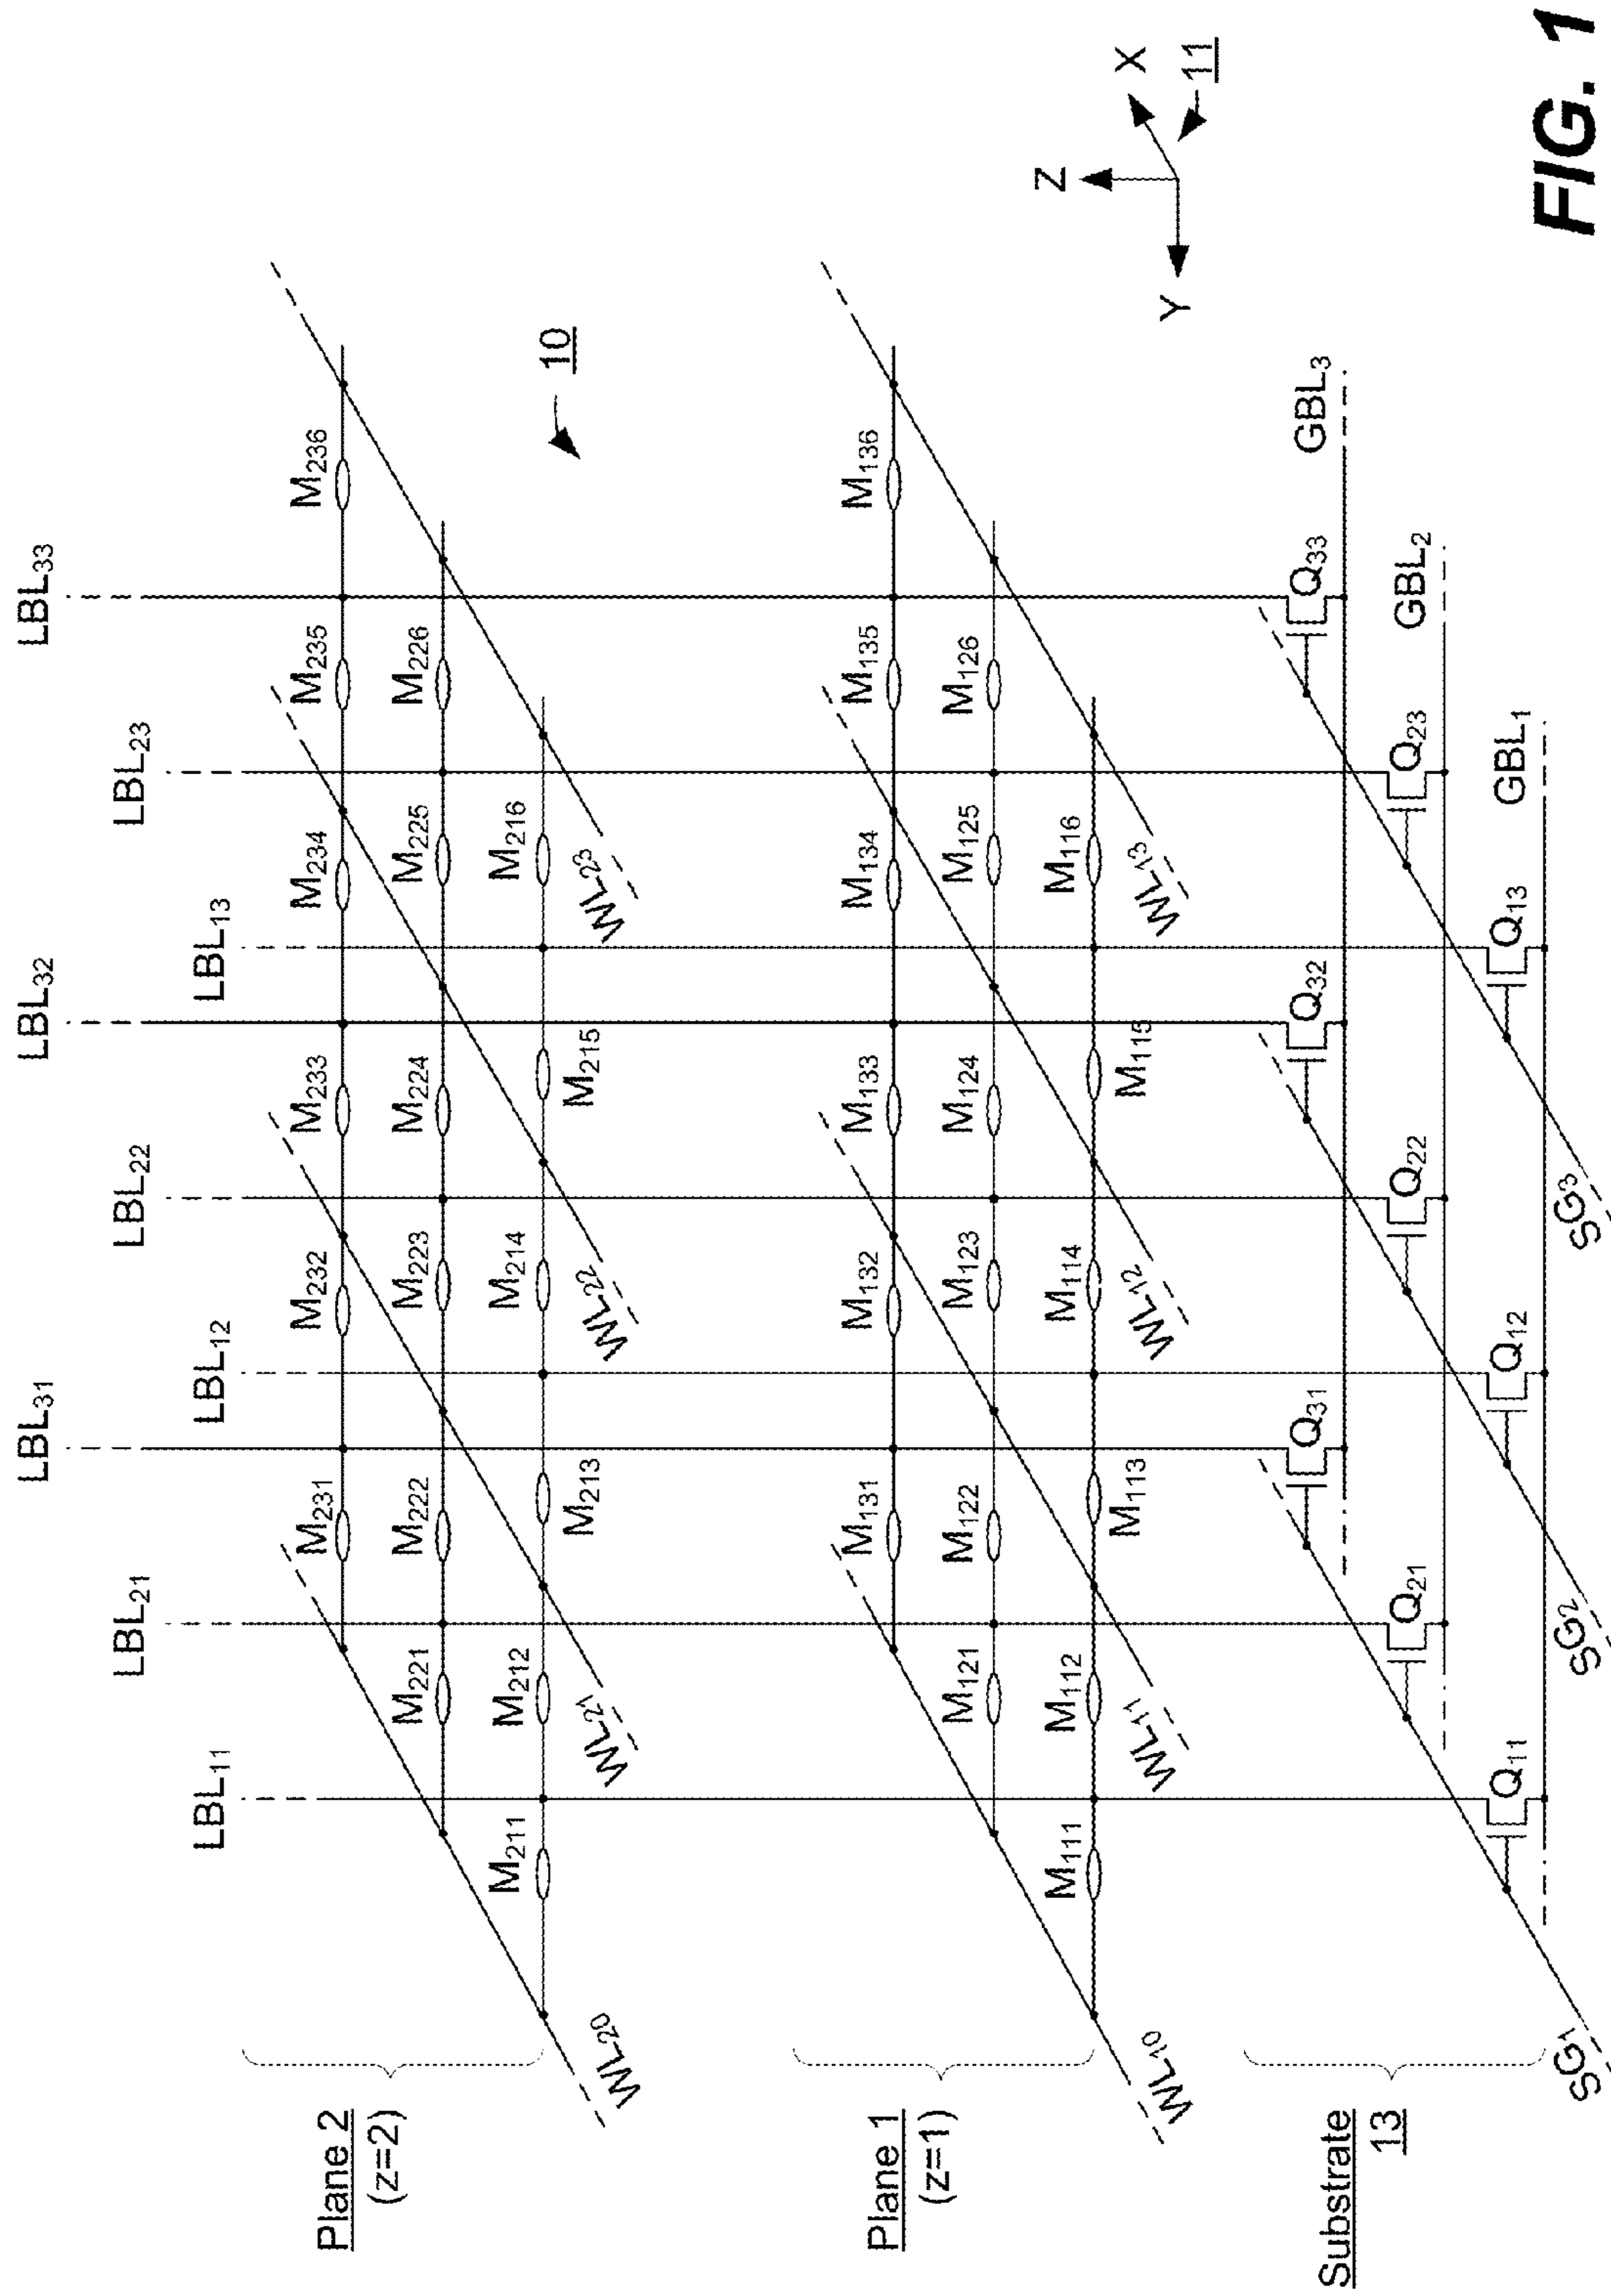 LBL₃₁ LBL₃₂ LBL₃₃
LBL₂₁ LBL₂₂ LBL₂₃
LBL₁₁ LBL₁₂ LBL₁₃
Plane 2
(z=2)
M₂₃₁ M₂₃₂ M₂₃₃ M₂₃₄ M₂₃₅ M₂₃₆
M₂₂₁ M₂₂₂ M₂₂₃ M₂₂₄ M₂₂₅ M₂₂₆
M₂₁₁ M₂₁₂ M₂₁₃ M₂₁₄ M₂₁₅ M₂₁₆
WL₂₀ WL₂₁ WL₂₂ WL₂₃
10
Plane 1
(z=1)
M₁₃₁ M₁₃₂ M₁₃₃ M₁₃₄ M₁₃₅ M₁₃₆
M₁₂₁ M₁₂₂ M₁₂₃ M₁₂₄ M₁₂₅ M₁₂₆
M₁₁₁ M₁₁₂ M₁₁₃ M₁₁₄ M₁₁₅ M₁₁₆
WL₁₀ WL₁₁ WL₁₂ WL₁₃
Z
X
Y
11
Substrate
13
Q₃₁ Q₃₂ Q₃₃ GBL₃
Q₂₁ Q₂₂ Q₂₃ GBL₂
Q₁₁ Q₁₂ Q₁₃ GBL₁
SG₁ SG₂ SG₃
FIG. 1